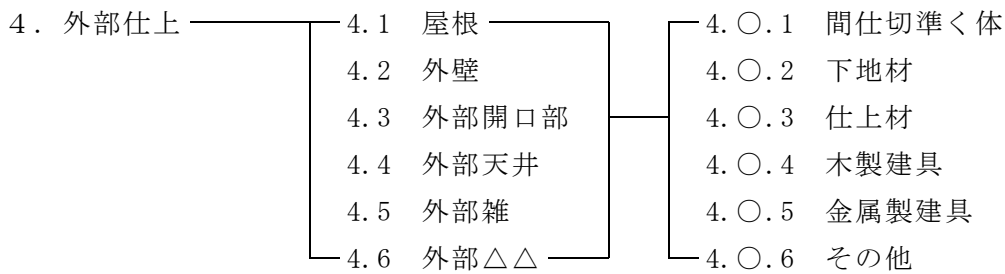 ４．外部仕上
4.1　屋根
4.2　外壁
4.3　外部開口部
4.4　外部天井
4.5　外部雑
4.6　外部△△
4.○.1　間仕切準く体
4.○.2　下地材
4.○.3　仕上材
4.○.4　木製建具
4.○.5　金属製建具
4.○.6　その他